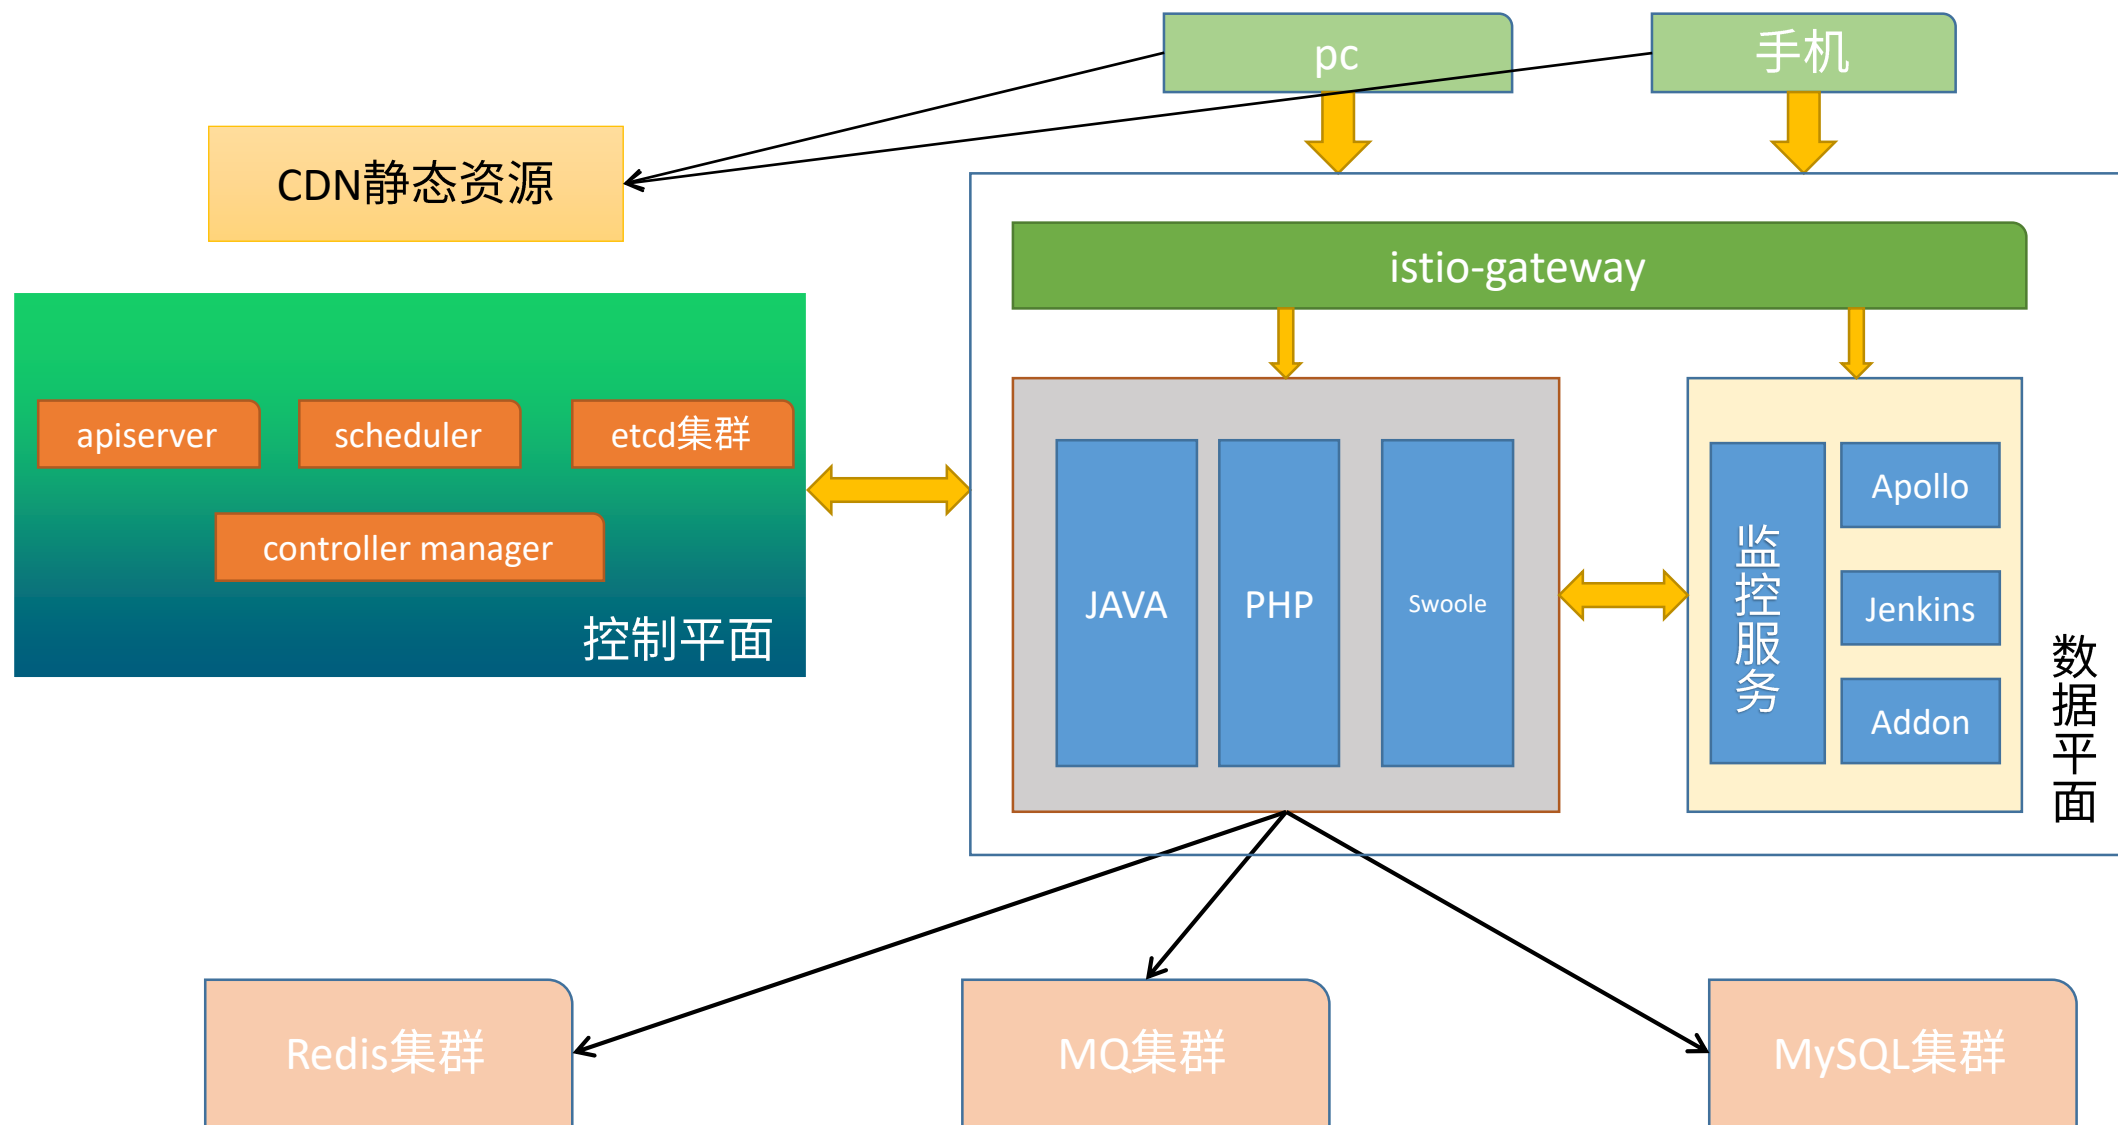 pc
手机
CDN静态资源
istio-gateway
apiserver
scheduler
etcd集群
controller manager
控制平面
JAVA
PHP
Swoole
监控服务
Apollo
Jenkins
Addon
数据平面
Redis集群
MQ集群
MySQL集群